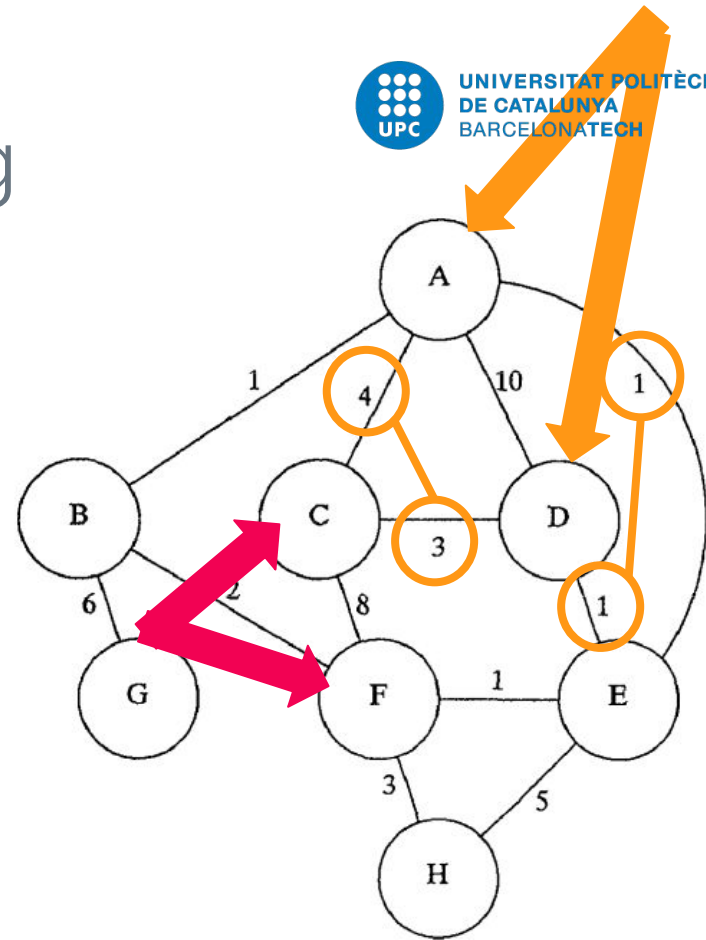 g
UNIVERSITAT POLITÈC
DE CATALUNYA
BARCELONATECH
UPC
A
1
4
10
1
B
C
D
3
6
2
8
1
G
F
1
E
3
5
H